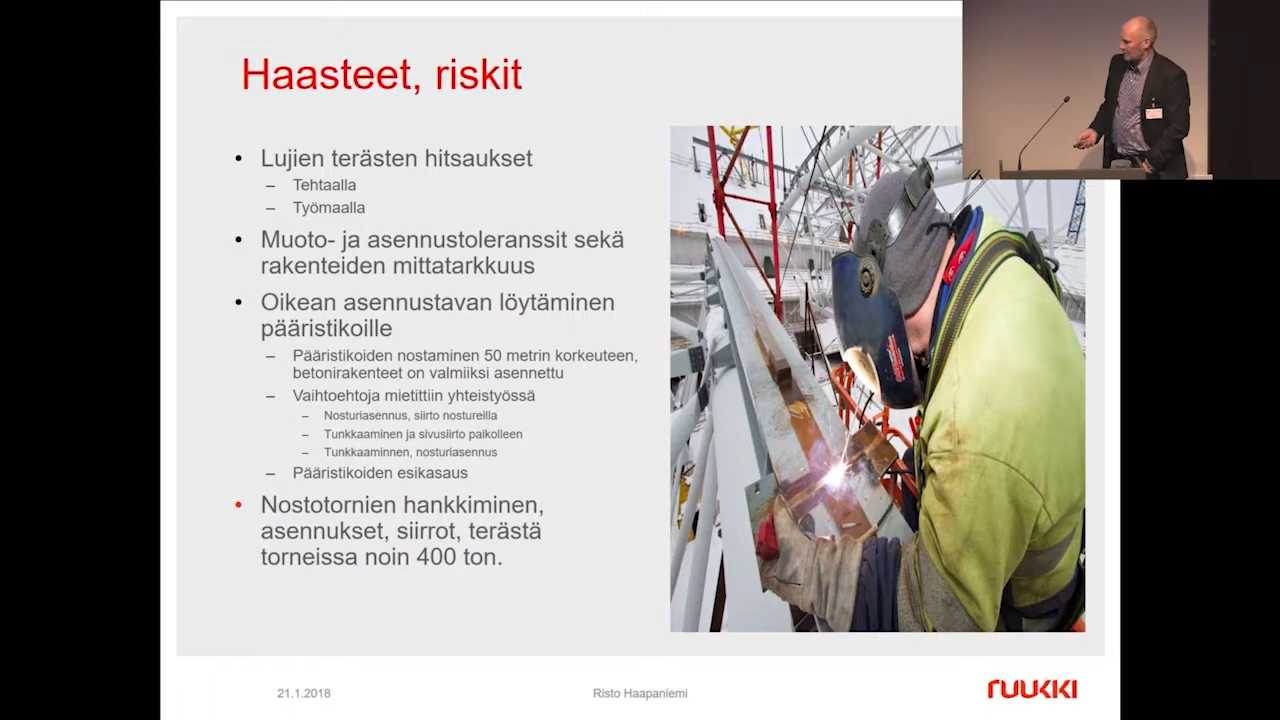 Haasteet, riskit
• Lujien terästen hitsaukset
– Tehtaalla
– Työmaalla
• Muoto- ja asennustoleranssit sekä
rakenteiden mittatarkkuus
• Oikean asennustavan löytäminen
pääristikoille
– Pääristikoiden nostaminen 50 metrin korkeuteen,
betonirakenteet on valmiiksi asennettu
– Vaihtoehtoja mietittiin yhteistyössä
– Nosturiasennus, siirto nostureilla
– Tunkkaaminen ja sivusiirto paikolleen
– Tunkkaaminnen, nosturiasennus
– Pääristikoiden esikasaus
• Nostotornien hankkiminen,
asennukset, siirrot, terästä
torneissa noin 400 ton.
21.1.2018
Risto Haapaniemi
RUUKKI